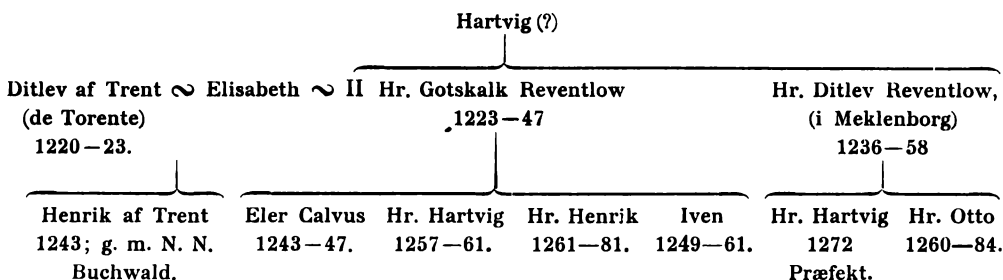 Hartvig (?)
Ditlev af Trent ∾ Elisabeth ∾ II Hr. Gotskalk Reventlow Hr. Ditlev Reventlow,
(de Torente) 1223—47 (i Meklenborg)
1220—23. 1236—58
Henrik af Trent Eler Calvus Hr. Hartvig Hr. Henrik Iven Hr. Hartvig Hr. Otto
1243; g. m. N. N. 1243—47. 1257—61. 1261—81. 1249—61. 1272 1260—84.
Buchwald. Præfekt.